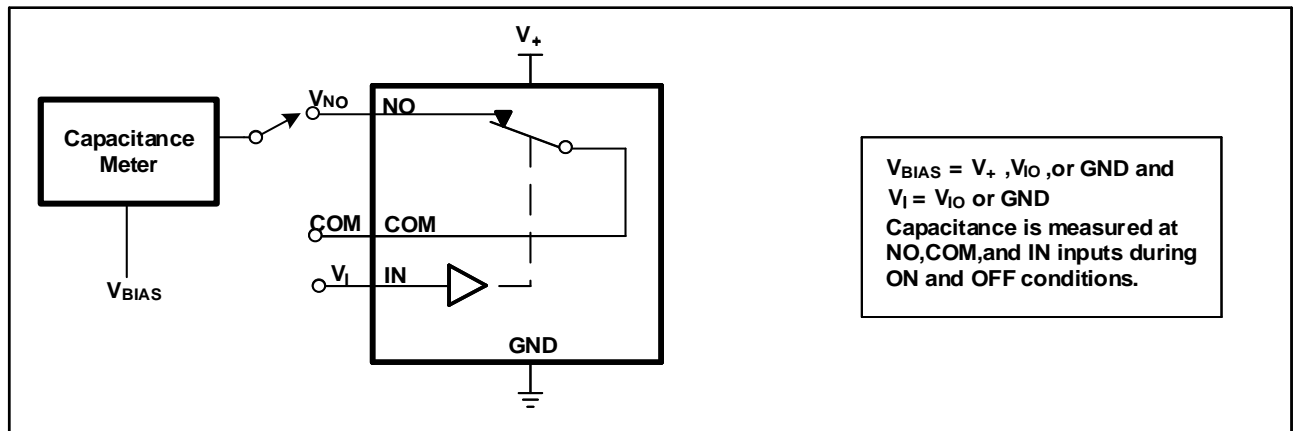 V+
Capacitance
Meter
VBIAS
VNO
NO
COM
COM
VI
IN
GND
VBIAS = V+ ,VIO ,or GND and
VI = VIO or GND
Capacitance is measured at
NO,COM,and IN inputs during
ON and OFF conditions.